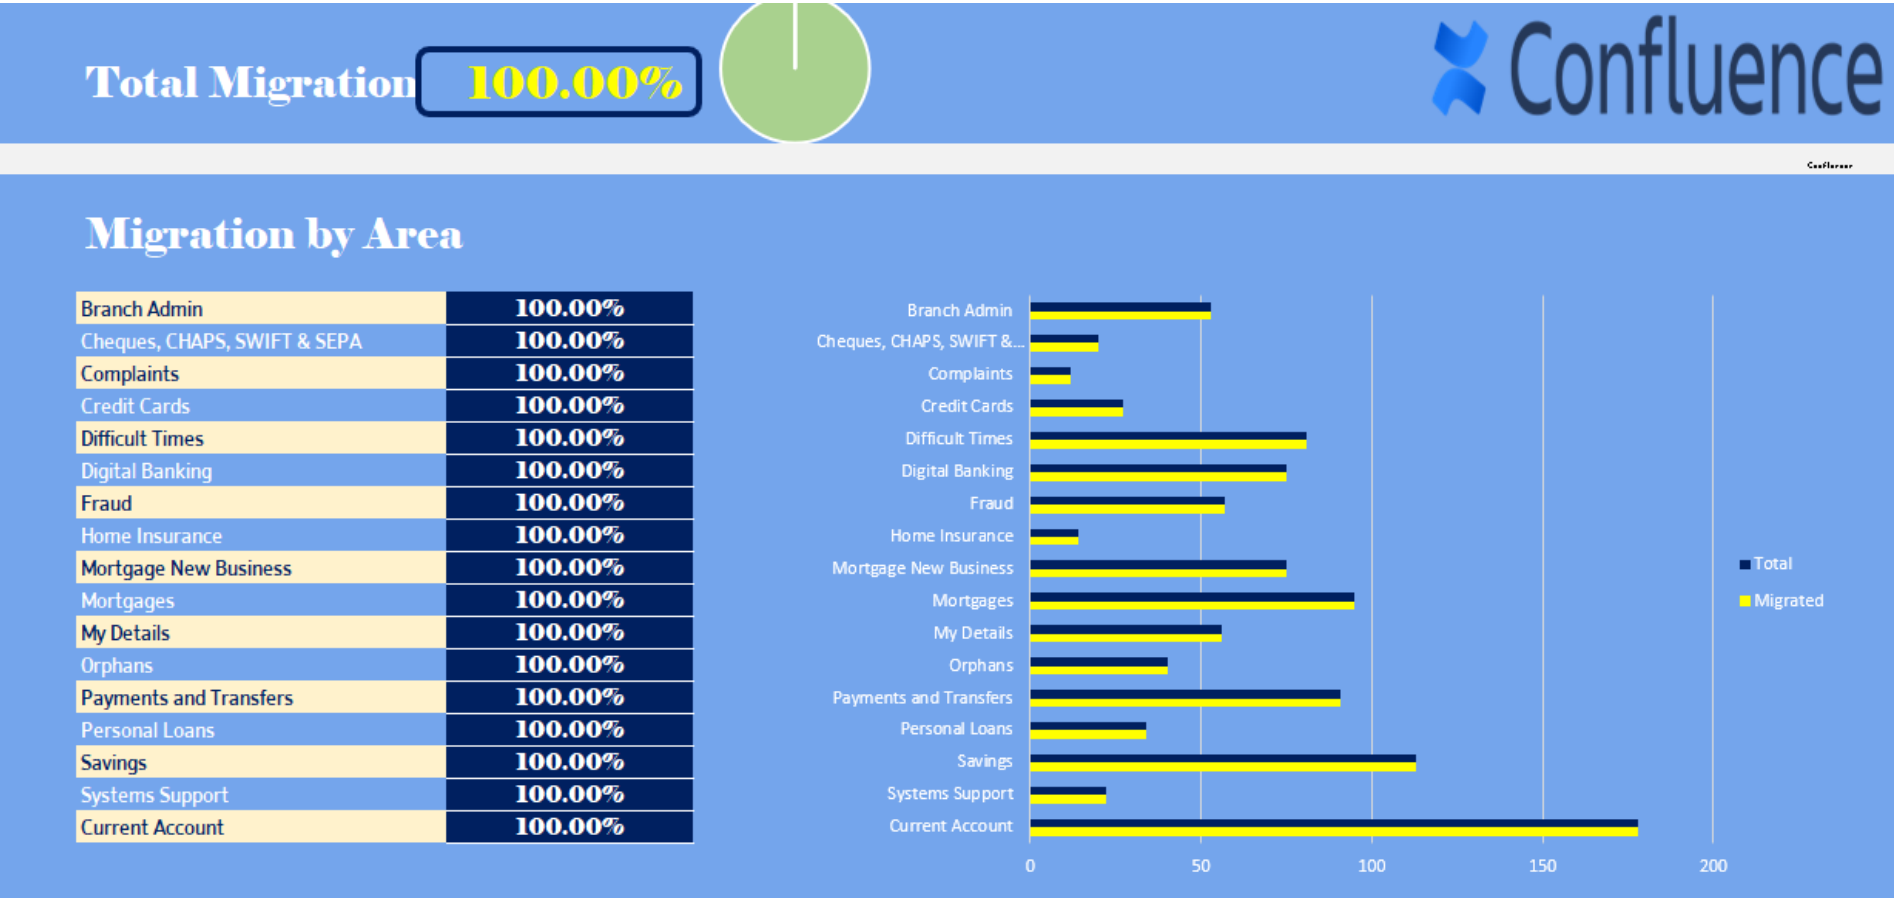 Total Migration 100.00%
Confluence
Confluence
Migration by Area
Branch Admin 100.00%
Cheques, CHAPS, SWIFT & SEPA 100.00%
Complaints 100.00%
Credit Cards 100.00%
Difficult Times 100.00%
Digital Banking 100.00%
Fraud 100.00%
Home Insurance 100.00%
Mortgage New Business 100.00%
Mortgages 100.00%
My Details 100.00%
Orphans 100.00%
Payments and Transfers 100.00%
Personal Loans 100.00%
Savings 100.00%
Systems Support 100.00%
Current Account 100.00%
Branch Admin
Cheques, CHAPS, SWIFT &...
Complaints
Credit Cards
Difficult Times
Digital Banking
Fraud
Home Insurance
Mortgage New Business
Mortgages
My Details
Orphans
Payments and Transfers
Personal Loans
Savings
Systems Support
Current Account
0 50 100 150 200
Total
Migrated